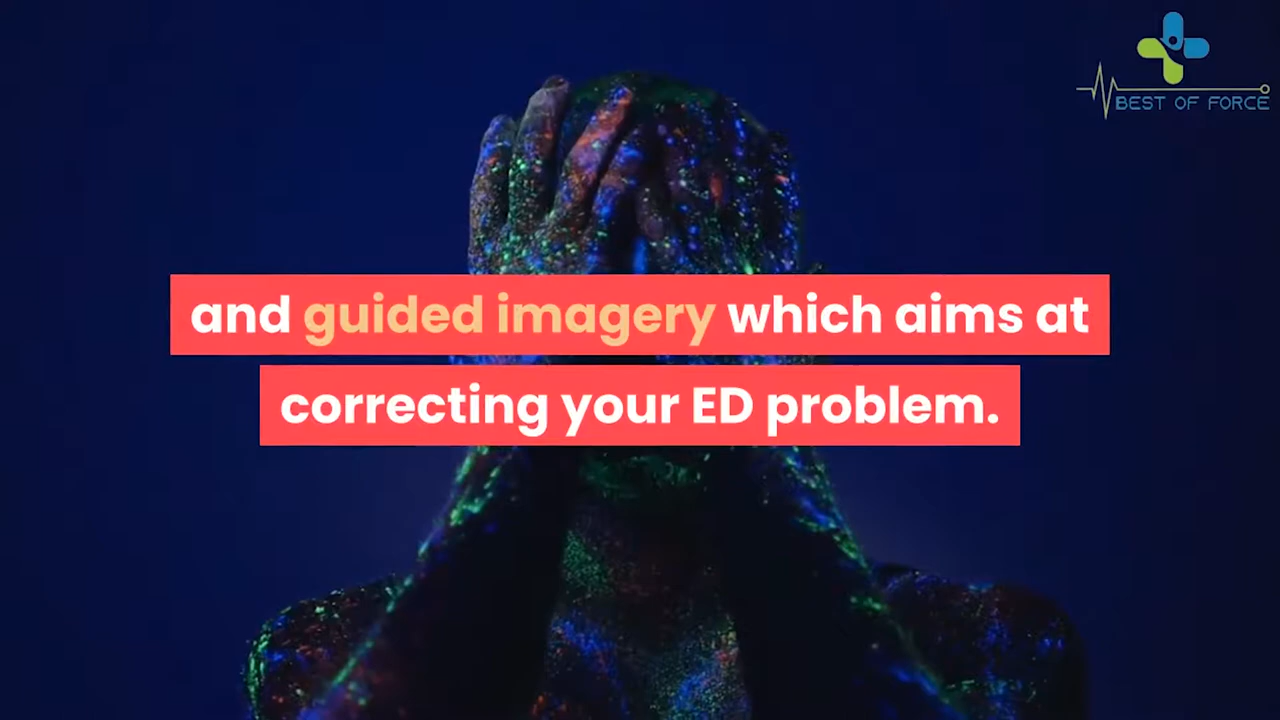 BEST OF FORCE
and guided imagery which aims at
correcting your ED problem.